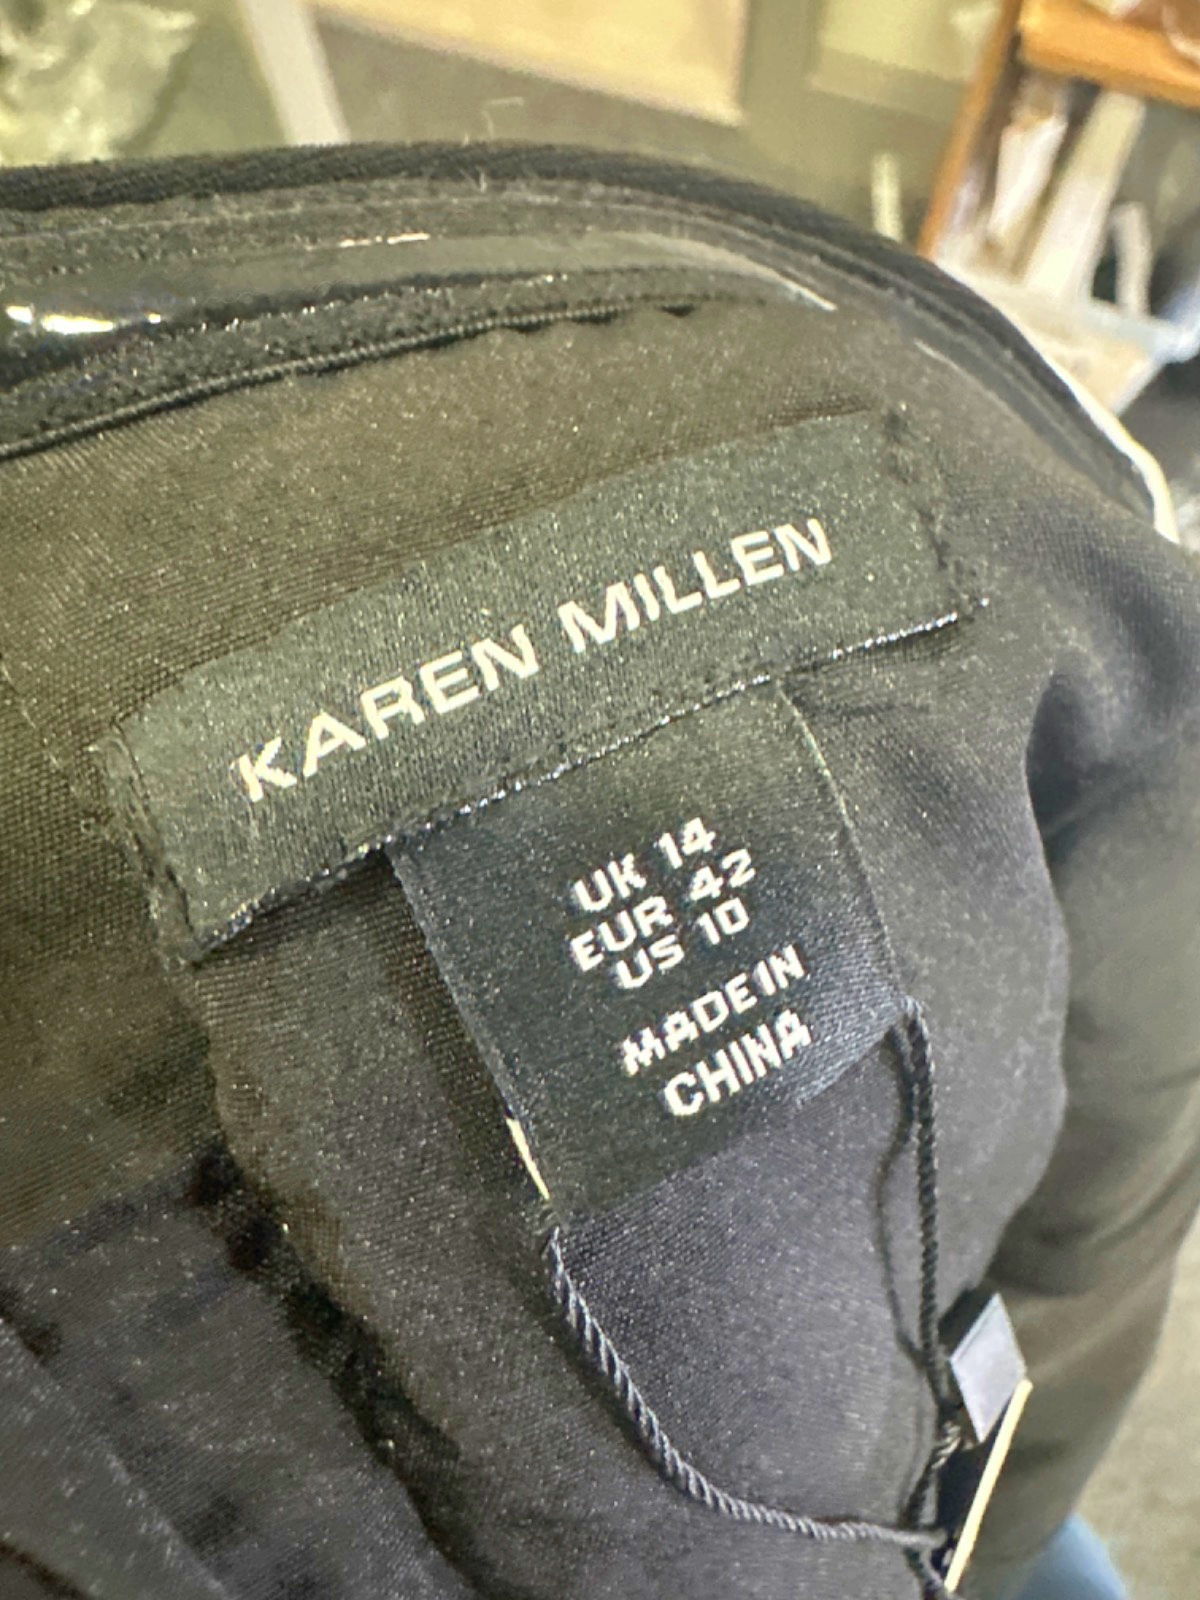 KAREN MILLEN
UK 14
EUR 42
US 10
MADE IN
CHINA